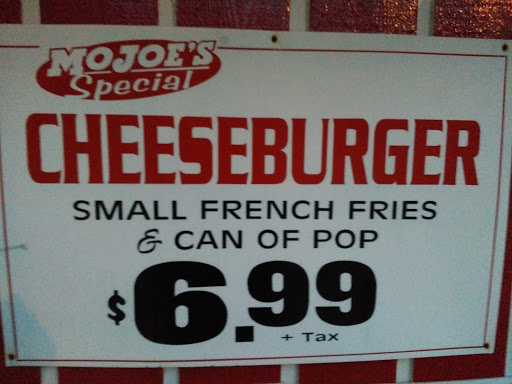 MOJOE'S
Special
CHEESEBURGER
SMALL FRENCH FRIES
& CAN OF POP
$6.99
+ Tax